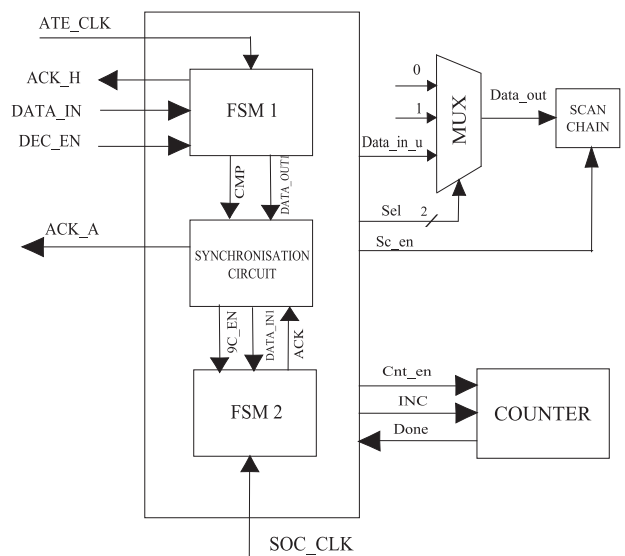 ATE_CLK
ACK_H
DATA_IN
DEC_EN
FSM 1
CMP
DATA_OUT1
ACK_A
SYNCHRONISATION
CIRCUIT
9C_EN
DATA_IN1
ACK
FSM 2
SOC_CLK
0
1
Data_in_u
MUX
Data_out
SCAN
CHAIN
Sel
2
Sc_en
Cnt_en
INC
Done
COUNTER